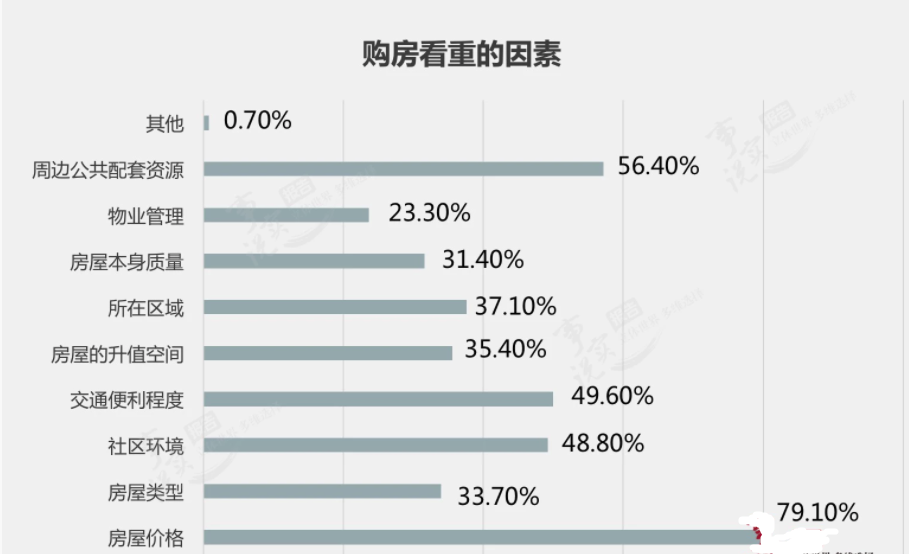 购房看重的因素
其他 0.70%
周边公共配套资源 56.40%
物业管理 23.30%
房屋本身质量 31.40%
所在区域 37.10%
房屋的升值空间 35.40%
交通便利程度 49.60%
社区环境 48.80%
房屋类型 33.70%
房屋价格 79.10%